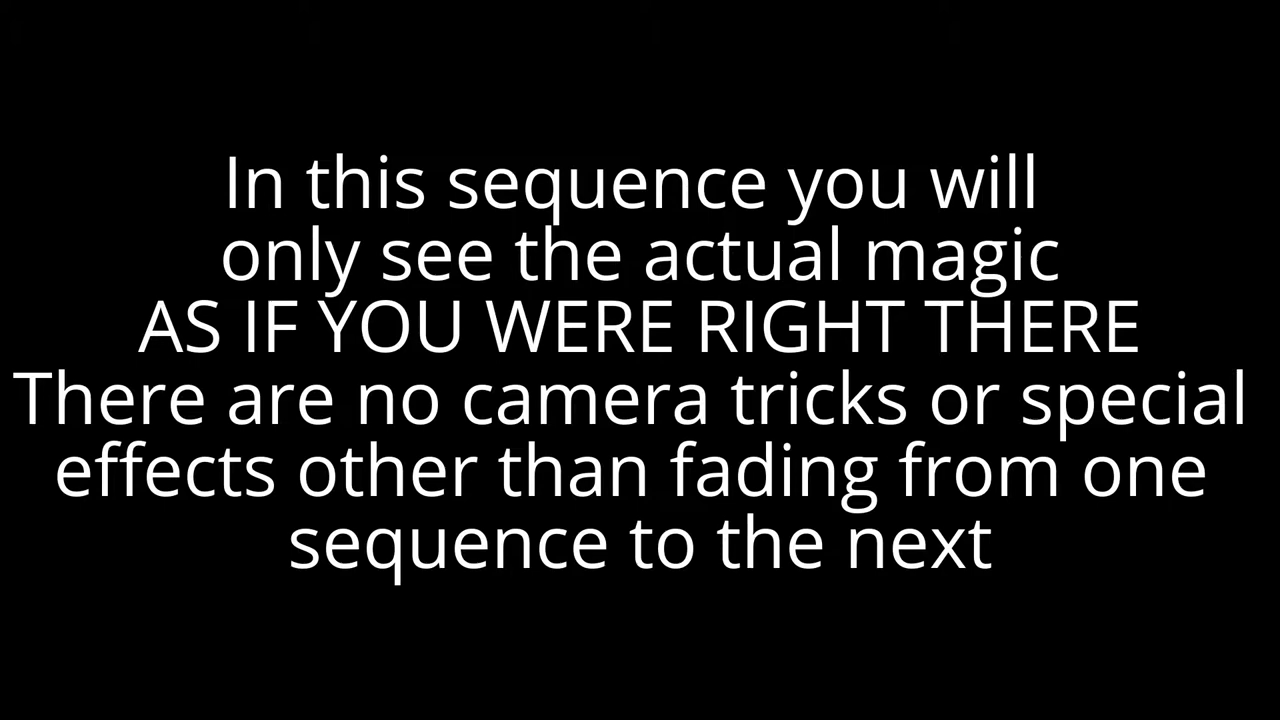 In this sequence you will
only see the actual magic
AS IF YOU WERE RIGHT THERE
There are no camera tricks or special
effects other than fading from one
sequence to the next